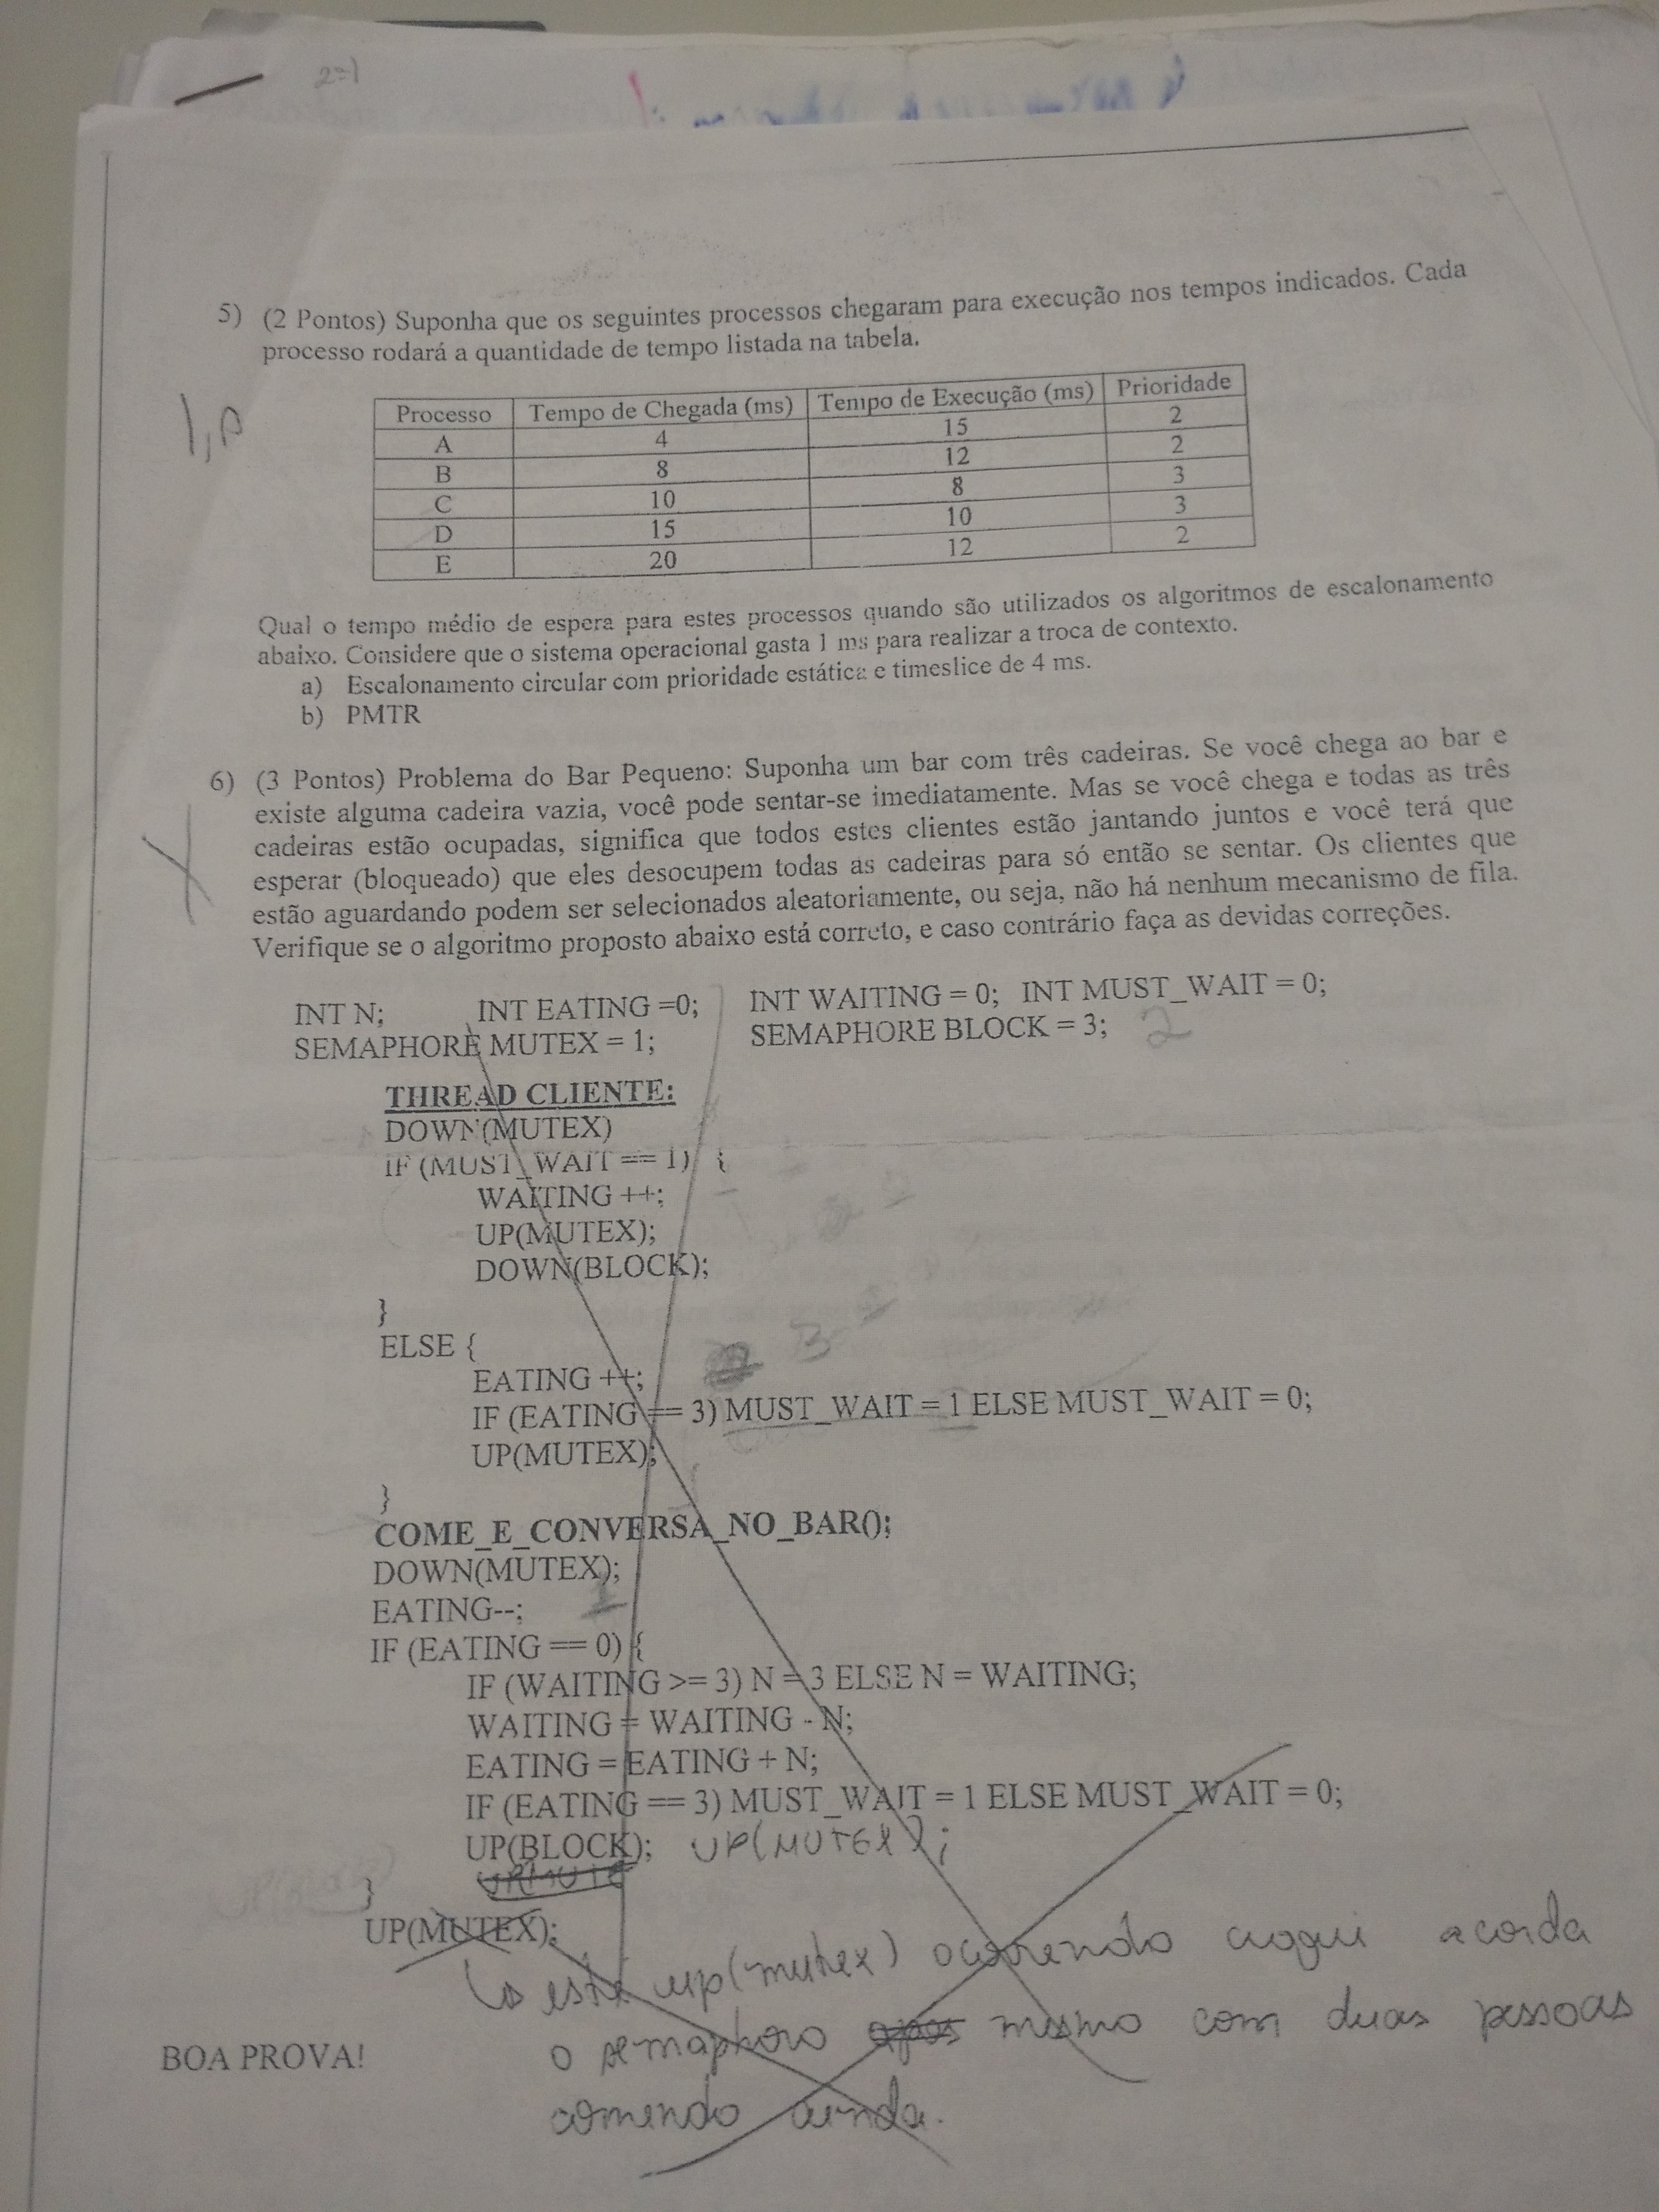 2=1
5) (2 Pontos) Suponha que os seguintes processos chegaram para execução nos tempos indicados. Cada
processo rodará a quantidade de tempo listada na tabela.
1,0
Processo Tempo de Chegada (ms) Tempo de Execução (ms) Prioridade
A 4 15 2
B 8 12 2
C 10 8 3
D 15 10 3
E 20 12 2
Qual o tempo médio de espera para estes processos quando são utilizados os algoritmos de escalonamento
abaixo. Considere que o sistema operacional gasta 1 ms para realizar a troca de contexto.
a) Escalonamento circular com prioridade estática e timeslice de 4 ms.
b) PMTR
6) (3 Pontos) Problema do Bar Pequeno: Suponha um bar com três cadeiras. Se você chega ao bar e
existe alguma cadeira vazia, você pode sentar-se imediatamente. Mas se você chega e todas as três
cadeiras estão ocupadas, significa que todos estes clientes estão jantando juntos e você terá que
esperar (bloqueado) que eles desocupem todas as cadeiras para só então se sentar. Os clientes que
estão aguardando podem ser selecionados aleatoriamente, ou seja, não há nenhum mecanismo de fila.
Verifique se o algoritmo proposto abaixo está correto, e caso contrário faça as devidas correções.
INT N; INT EATING =0; INT WAITING = 0; INT MUST_WAIT = 0;
SEMAPHORE MUTEX = 1; SEMAPHORE BLOCK = 3; 2
THREAD CLIENTE:
DOWN(MUTEX)
IF (MUST_WAIT == 1) {
WAITING ++;
UP(MUTEX);
DOWN(BLOCK);
}
ELSE {
EATING ++; 3
IF (EATING == 3) MUST_WAIT = 1 ELSE MUST_WAIT = 0;
UP(MUTEX);
}
COME_E_CONVERSA_NO_BAR();
DOWN(MUTEX);
EATING--;
IF (EATING == 0) {
IF (WAITING >= 3) N = 3 ELSE N = WAITING;
WAITING = WAITING - N;
EATING = EATING + N;
IF (EATING == 3) MUST_WAIT = 1 ELSE MUST_WAIT = 0;
UP(BLOCK); UP(MUTEX);
}
UP(MUTEX);
este up(mutex) ocorrendo aqui acorda
o semaphoro mesmo com duas pessoas
comendo ainda.
BOA PROVA!